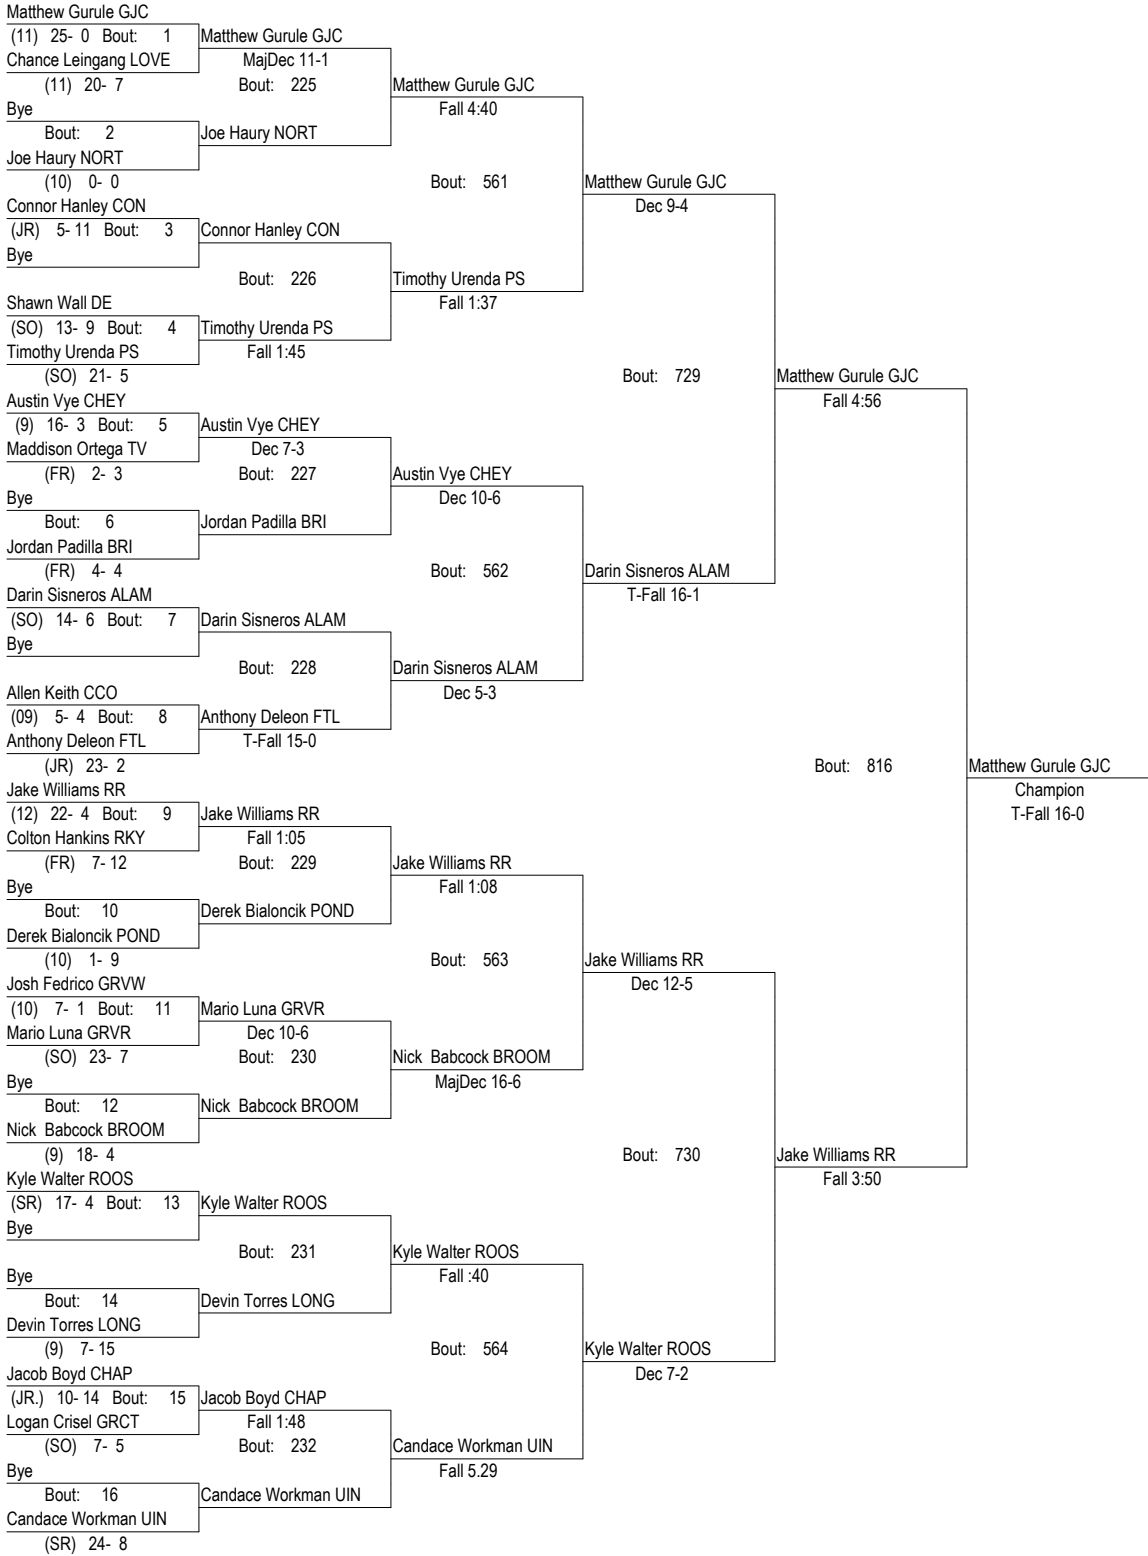 Matthew Gurule GJC
(11) 25- 0 Bout: 1 Matthew Gurule GJC
Chance Leingang LOVE MajDec 11-1
(11) 20- 7 Bout: 225 Matthew Gurule GJC
Bye Fall 4:40
Bout: 2 Joe Haury NORT
Joe Haury NORT
(10) 0- 0 Bout: 561 Matthew Gurule GJC
Connor Hanley CON Dec 9-4
(JR) 5- 11 Bout: 3 Connor Hanley CON
Bye
Bout: 226 Timothy Urenda PS
Shawn Wall DE Fall 1:37
(SO) 13- 9 Bout: 4 Timothy Urenda PS
Timothy Urenda PS Fall 1:45
(SO) 21- 5 Bout: 729 Matthew Gurule GJC
Austin Vye CHEY Fall 4:56
(9) 16- 3 Bout: 5 Austin Vye CHEY
Maddison Ortega TV Dec 7-3
(FR) 2- 3 Bout: 227 Austin Vye CHEY
Bye Dec 10-6
Bout: 6 Jordan Padilla BRI
Jordan Padilla BRI
(FR) 4- 4 Bout: 562 Darin Sisneros ALAM
Darin Sisneros ALAM T-Fall 16-1
(SO) 14- 6 Bout: 7 Darin Sisneros ALAM
Bye
Bout: 228 Darin Sisneros ALAM
Allen Keith CCO Dec 5-3
(09) 5- 4 Bout: 8 Anthony Deleon FTL
Anthony Deleon FTL T-Fall 15-0
(JR) 23- 2 Bout: 816 Matthew Gurule GJC
Jake Williams RR Champion
(12) 22- 4 Bout: 9 Jake Williams RR T-Fall 16-0
Colton Hankins RKY Fall 1:05
(FR) 7- 12 Bout: 229 Jake Williams RR
Bye Fall 1:08
Bout: 10 Derek Bialoncik POND
Derek Bialoncik POND
(10) 1- 9 Bout: 563 Jake Williams RR
Josh Fedrico GRVW Dec 12-5
(10) 7- 1 Bout: 11 Mario Luna GRVR
Mario Luna GRVR Dec 10-6
(SO) 23- 7 Bout: 230 Nick Babcock BROOM
Bye MajDec 16-6
Bout: 12 Nick Babcock BROOM
Nick Babcock BROOM
(9) 18- 4 Bout: 730 Jake Williams RR
Kyle Walter ROOS Fall 3:50
(SR) 17- 4 Bout: 13 Kyle Walter ROOS
Bye
Bout: 231 Kyle Walter ROOS
Bye Fall :40
Bout: 14 Devin Torres LONG
Devin Torres LONG
(9) 7- 15 Bout: 564 Kyle Walter ROOS
Jacob Boyd CHAP Dec 7-2
(JR.) 10- 14 Bout: 15 Jacob Boyd CHAP
Logan Crisel GRCT Fall 1:48
(SO) 7- 5 Bout: 232 Candace Workman UIN
Bye Fall 5.29
Bout: 16 Candace Workman UIN
Candace Workman UIN
(SR) 24- 8